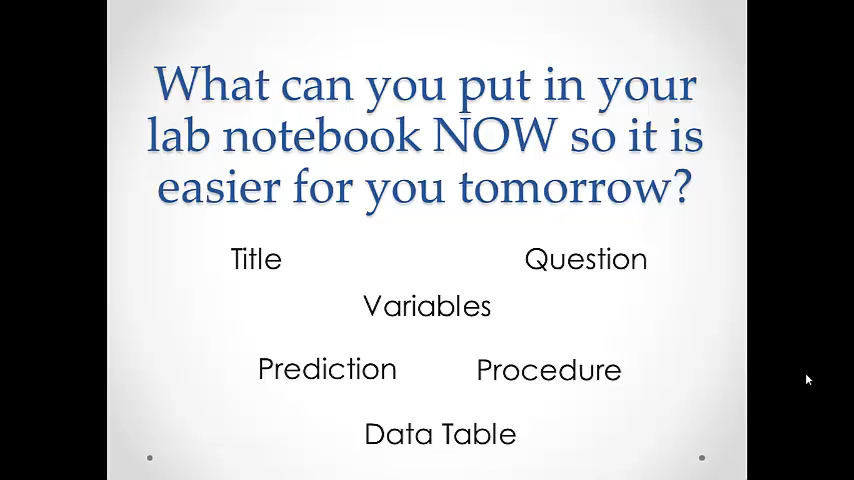 What can you put in your
lab notebook NOW so it is
easier for you tomorrow?
Title
Question
Variables
Prediction
Procedure
Data Table